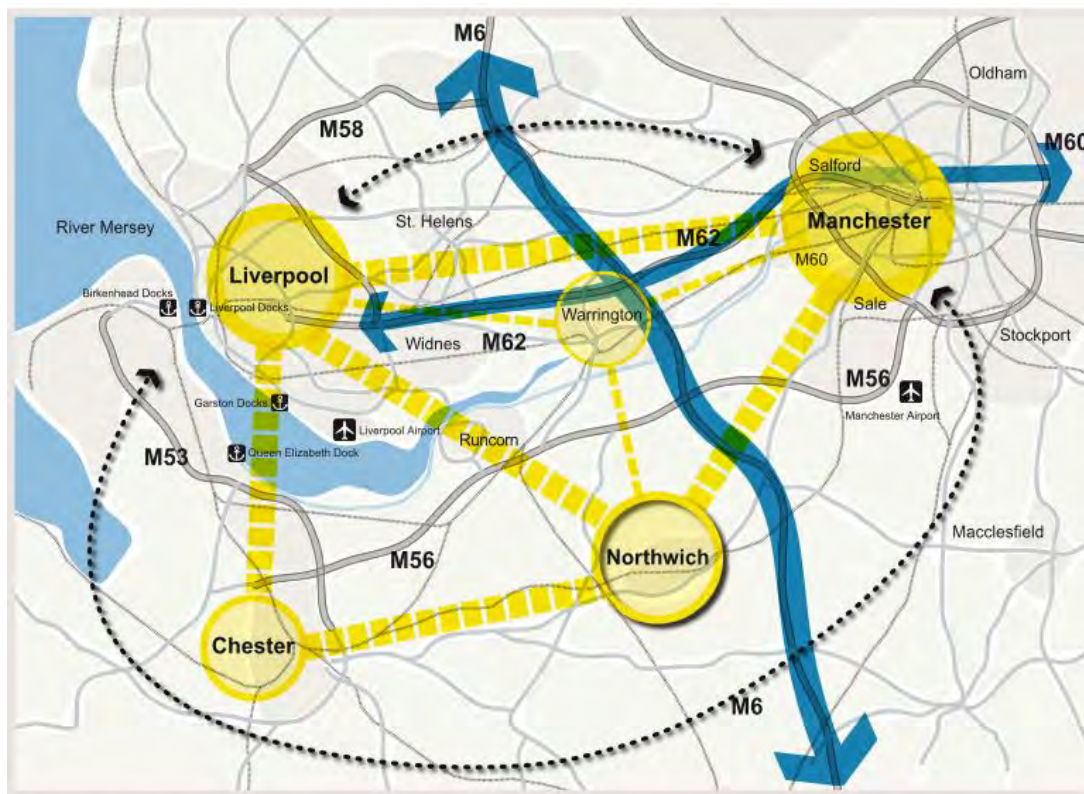 M6
Oldham
M58
M60
Salford
River Mersey
St. Helens
Manchester
M62
M60
Liverpool
Birkenhead Docks
Liverpool Docks
Warrington
Sale
Widnes
M62
Stockport
M56
Garston Docks
Manchester Airport
Liverpool Airport
Runcorn
M53
Queen Elizabeth Dock
Macclesfield
Northwich
M56
Chester
M6